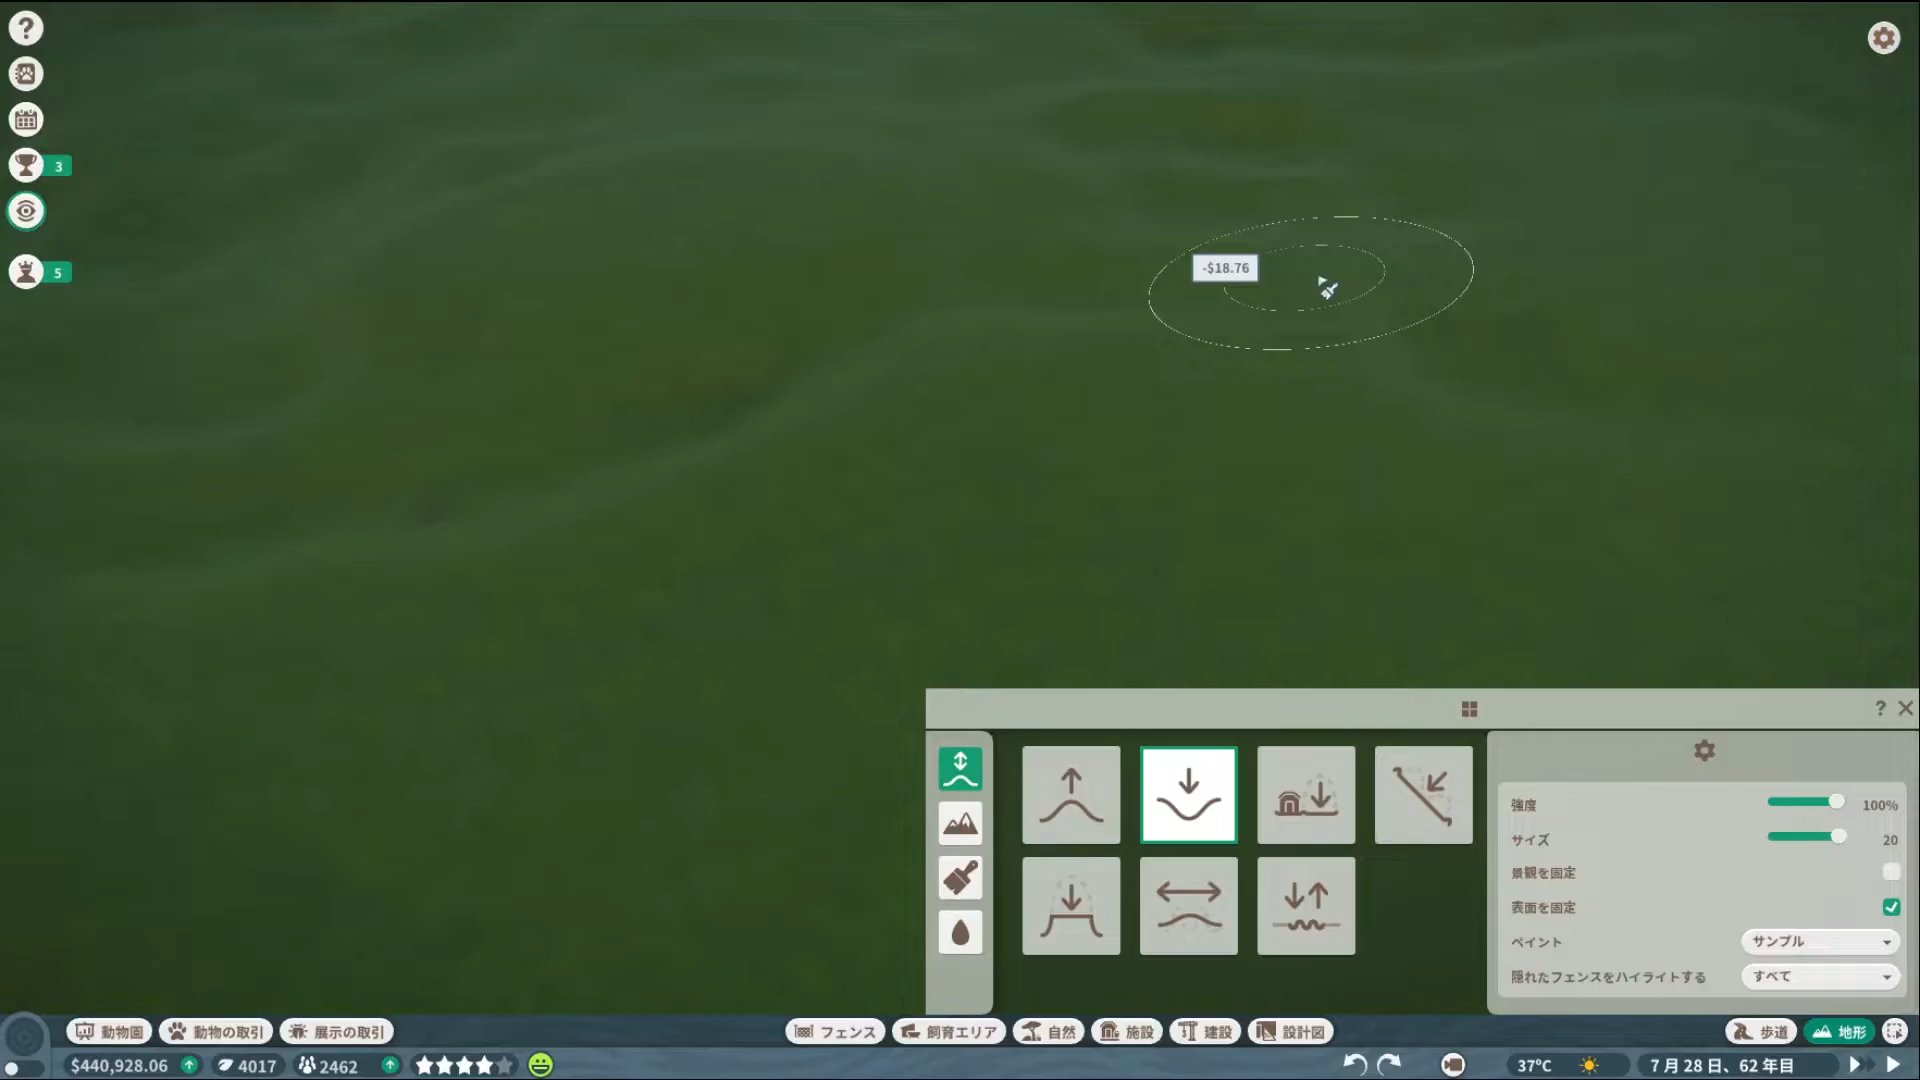 ?
3
5
-$18.76
?
強度 100%
サイズ 20
景観を固定
表面を固定
ペイント サンプル
隠れたフェンスをハイライトする すべて
動物園 動物の取引 展示の取引 フェンス 飼育エリア 自然 施設 建設 設計図 歩道 地形
$440,928.06 4017 2462 37°C 7月28日、62年目